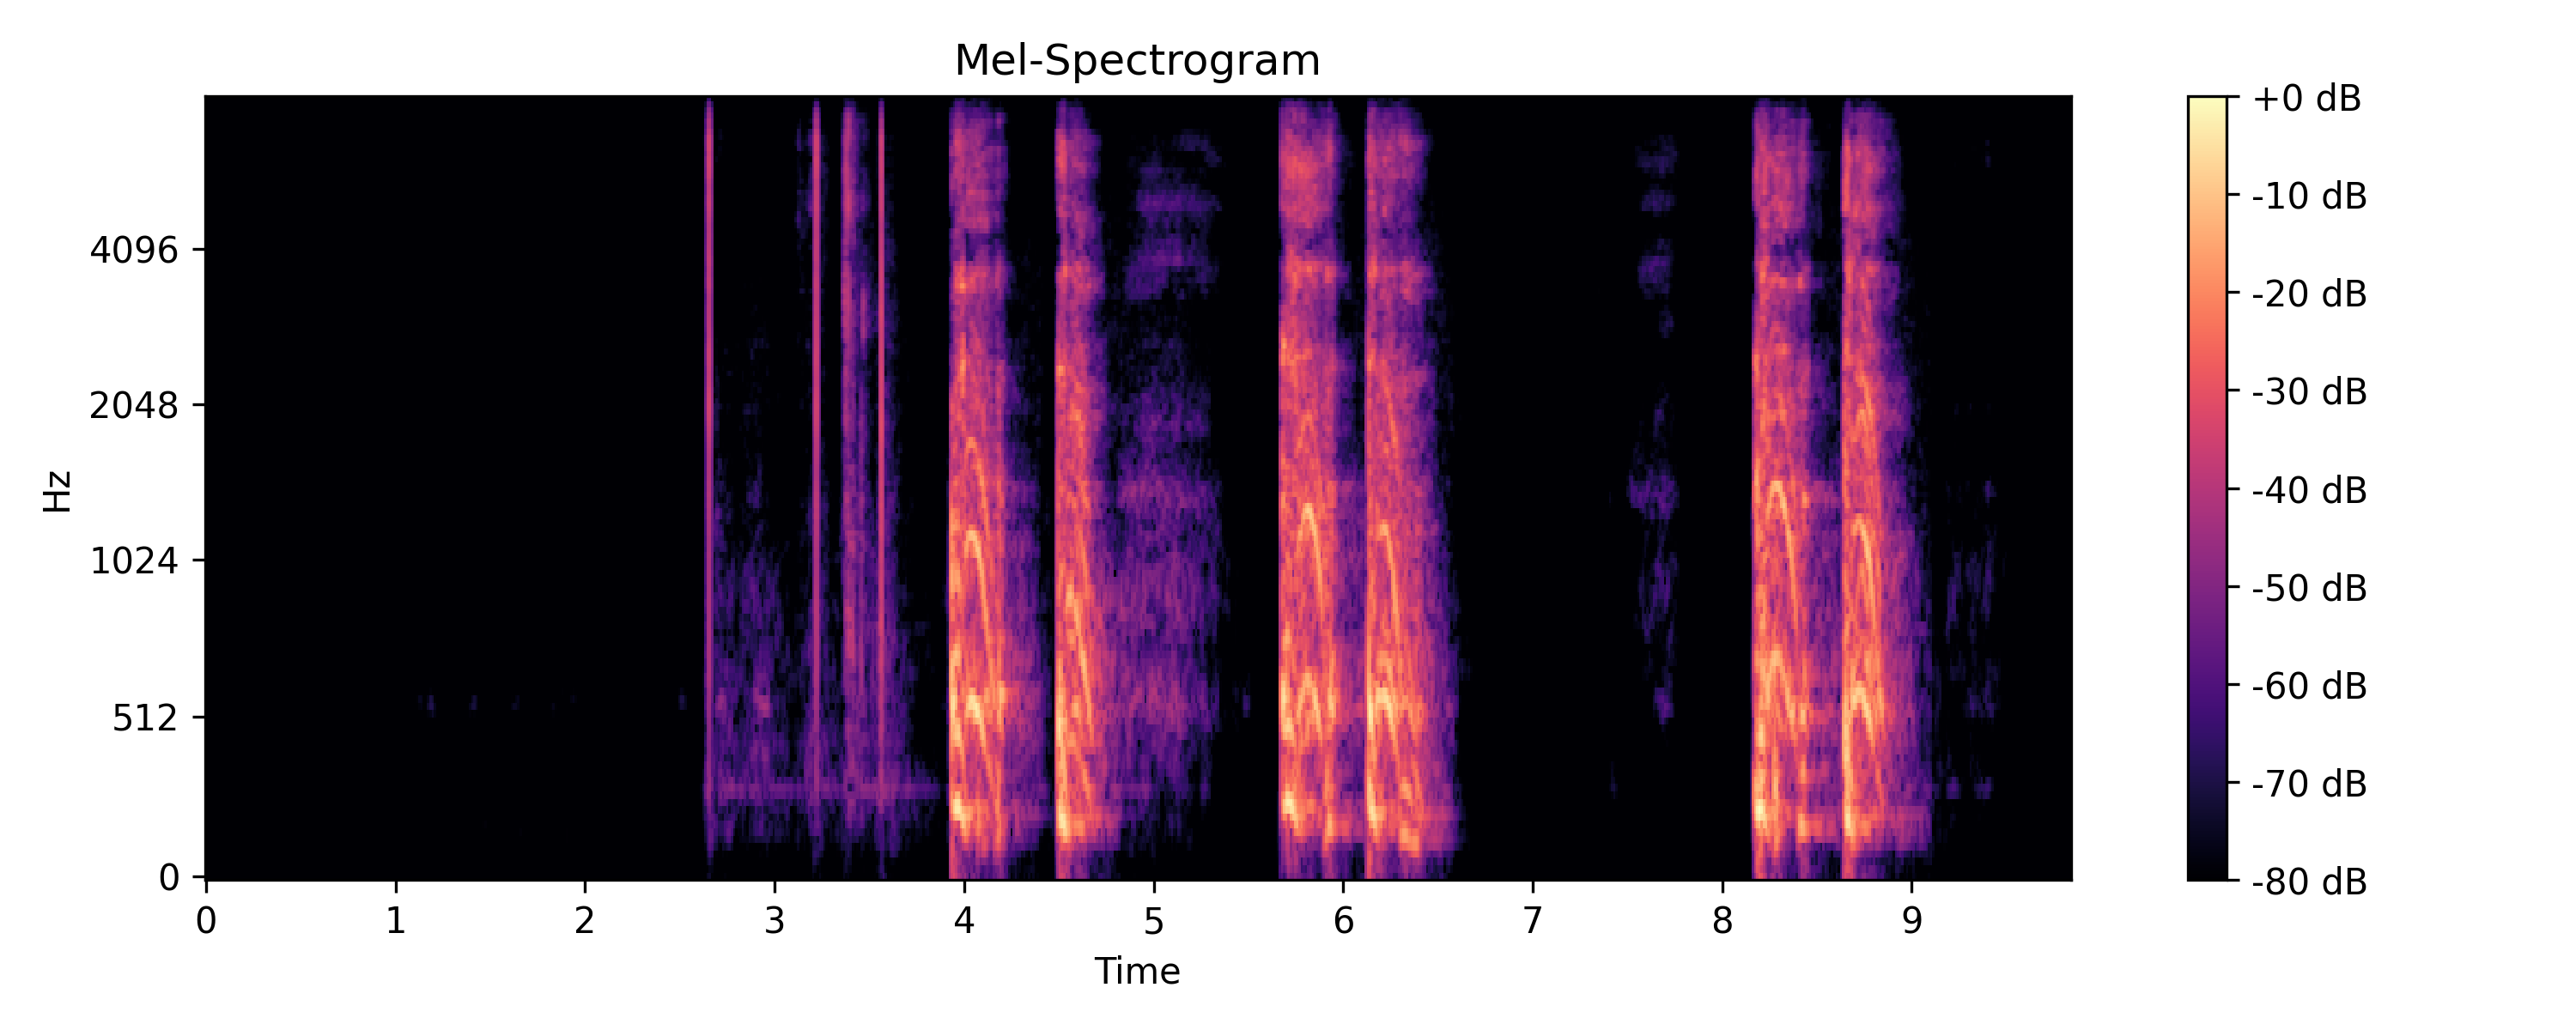 Mel-Spectrogram
+0 dB
-10 dB
-20 dB
-30 dB
-40 dB
-50 dB
-60 dB
-70 dB
-80 dB
4096
2048
1024
512
0
Hz
0 1 2 3 4 5 6 7 8 9
Time